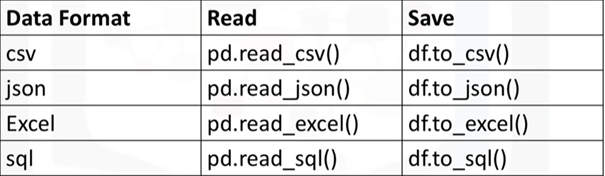 Data Format Read Save
csv pd.read_csv() df.to_csv()
json pd.read_json() df.to_json()
Excel pd.read_excel() df.to_excel()
sql pd.read_sql() df.to_sql()